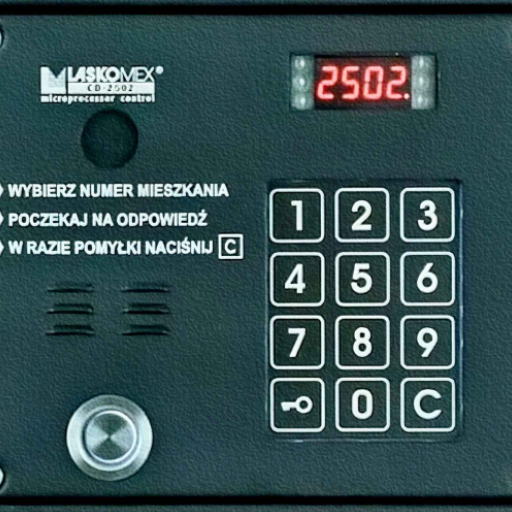 LASKOMEX®
CD-2502
microprocessor control
2502.
WYBIERZ NUMER MIESZKANIA
POCZEKAJ NA ODPOWIEDŹ
W RAZIE POMYŁKI NACIŚNIJ C
1 2 3
4 5 6
7 8 9
0 C